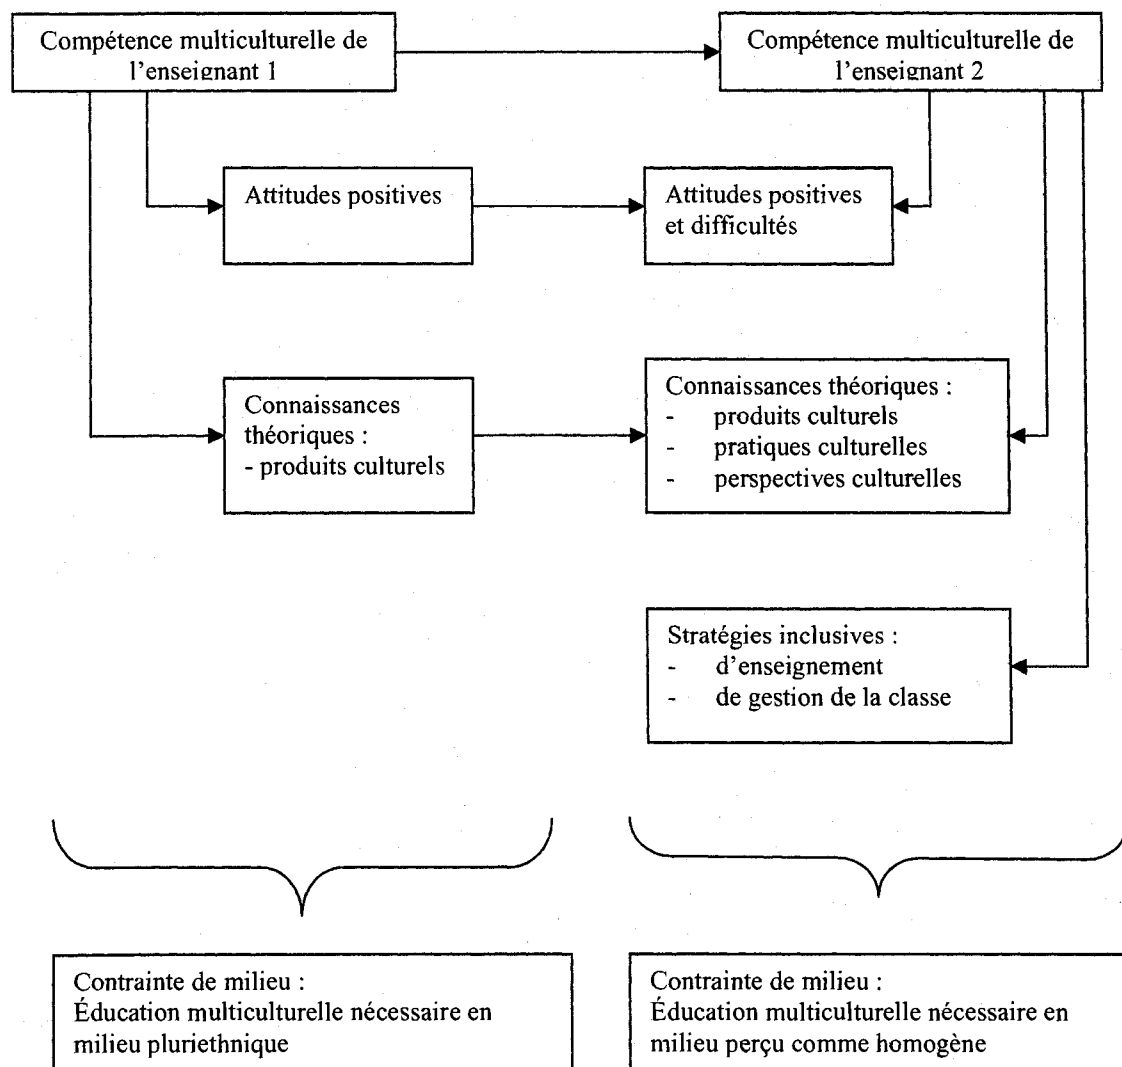 Compétence multiculturelle de
l'enseignant 1
Compétence multiculturelle de
l'enseignant 2
Attitudes positives
Attitudes positives
et difficultés
Connaissances
théoriques :
- produits culturels
Connaissances théoriques :
- produits culturels
- pratiques culturelles
- perspectives culturelles
Stratégies inclusives :
- d'enseignement
- de gestion de la classe
Contrainte de milieu :
Éducation multiculturelle nécessaire en
milieu pluriethnique
Contrainte de milieu :
Éducation multiculturelle nécessaire en
milieu perçu comme homogène